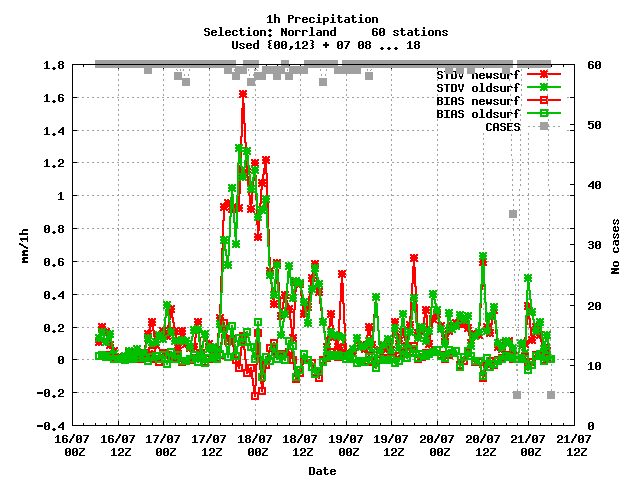 1h Precipitation
Selection: Norrland 60 stations
Used {00,12} + 07 08 ... 18
STDV newsurf
STDV oldsurf
BIAS newsurf
BIAS oldsurf
CASES
1.8
1.6
1.4
1.2
1
0.8
0.6
0.4
0.2
0
-0.2
-0.4
mm/1h
60
50
40
30
20
10
0
No cases
16/07 16/07 17/07 17/07 18/07 18/07 19/07 19/07 20/07 20/07 21/07 21/07
00Z 12Z 00Z 12Z 00Z 12Z 00Z 12Z 00Z 12Z 00Z 12Z
Date